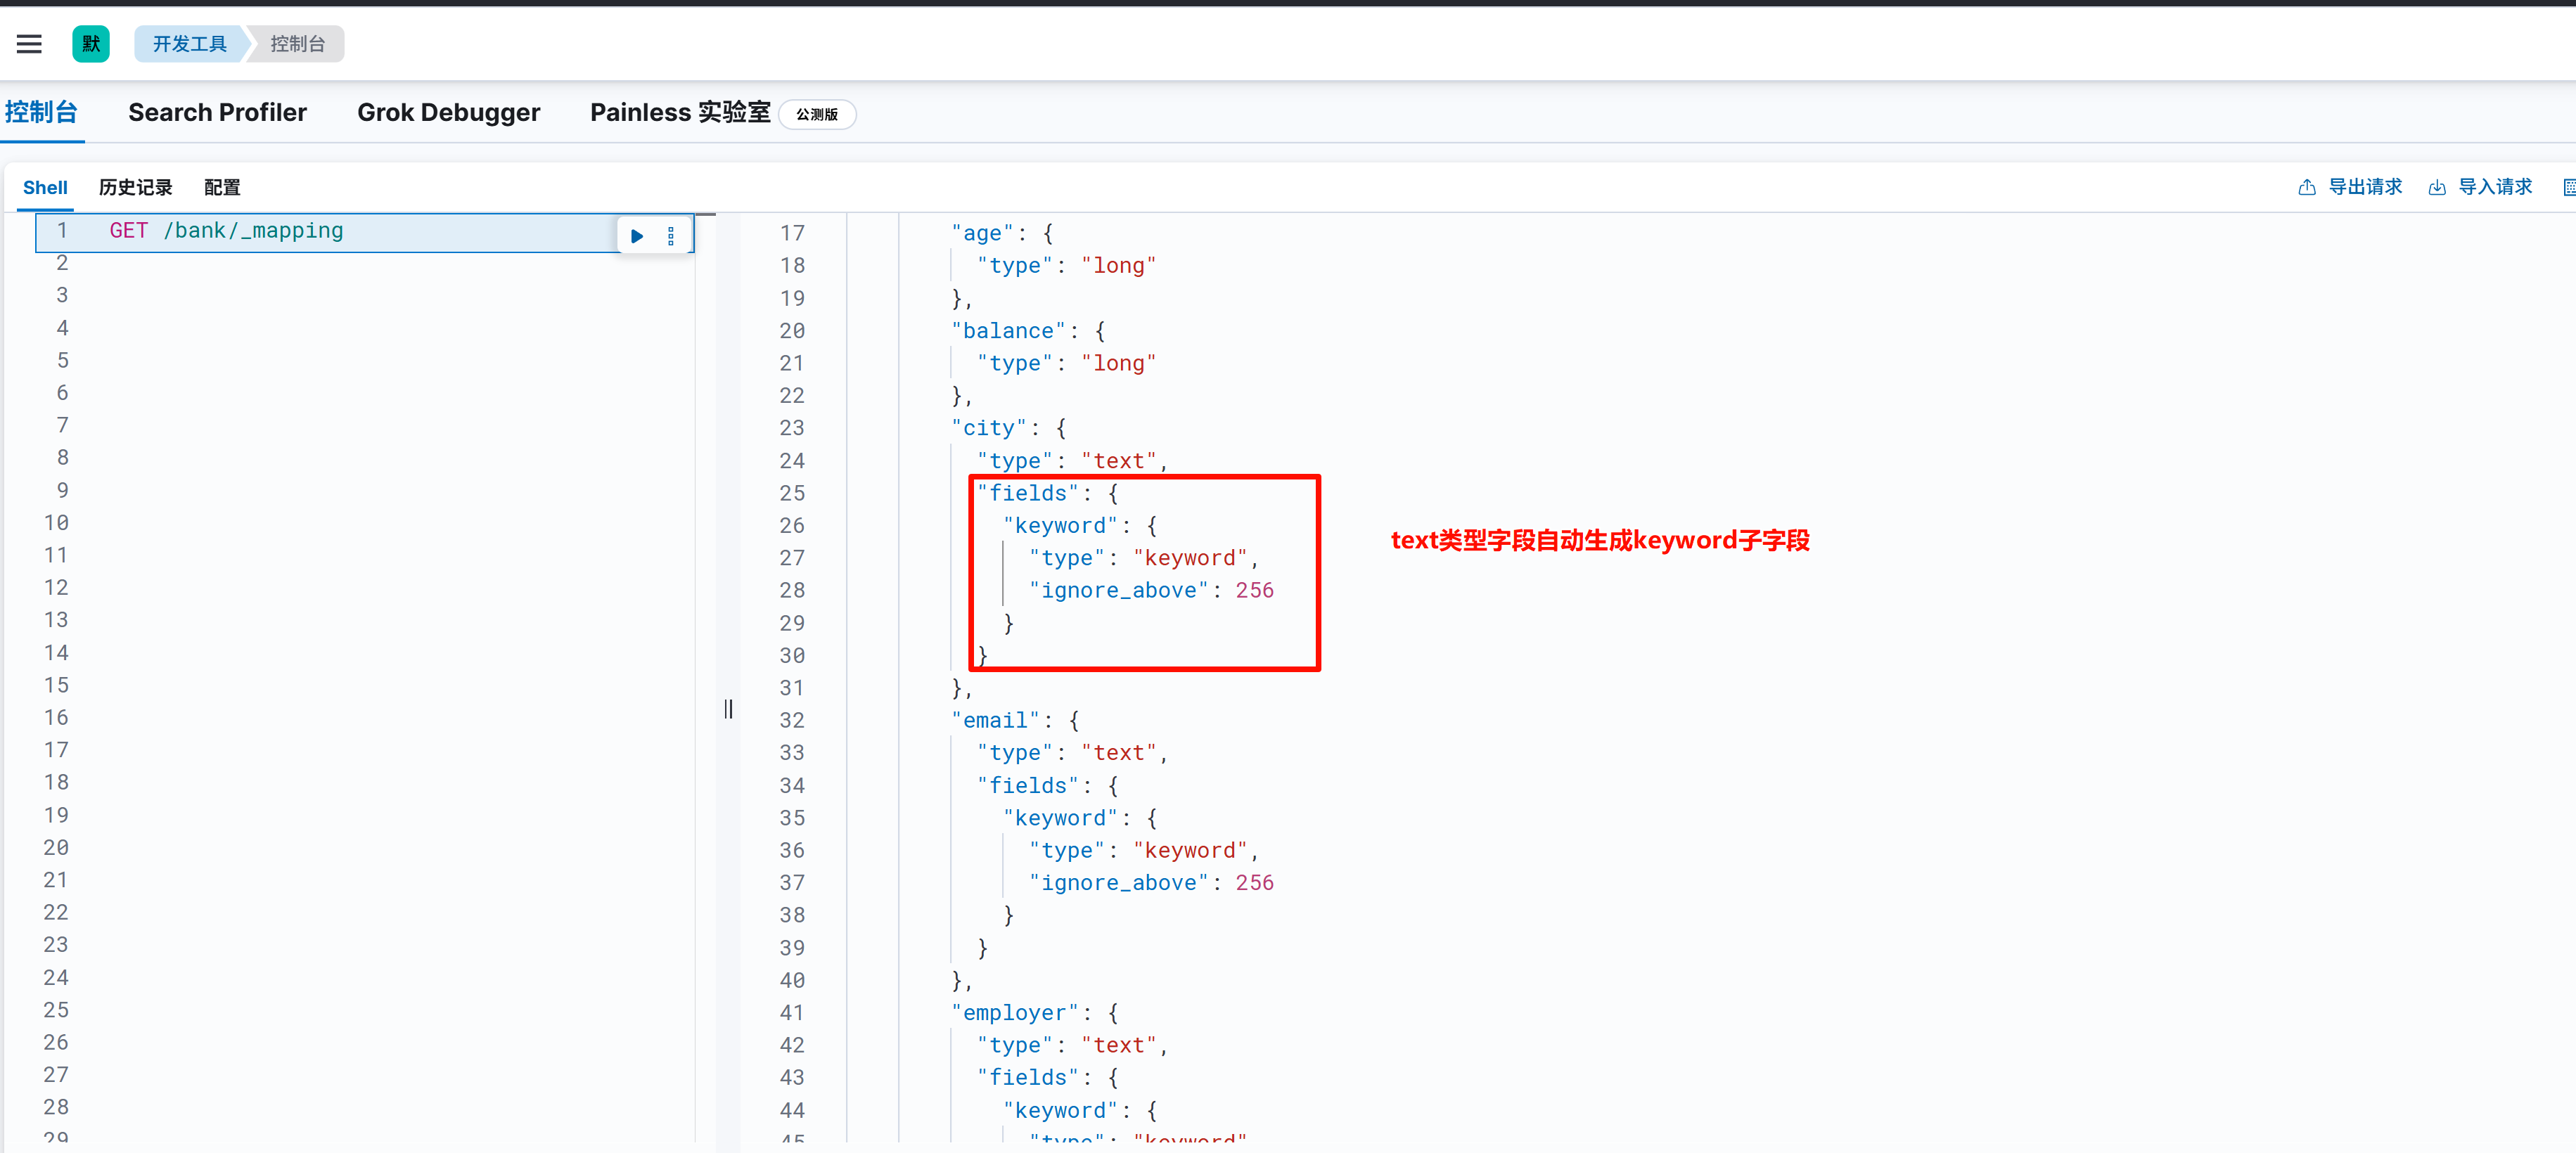 默 开发工具 控制台
控制台 Search Profiler Grok Debugger Painless 实验室 公测版
Shell 历史记录 配置 导出请求 导入请求
1 GET /bank/_mapping
2
3
4
5
6
7
8
9
10
11
12
13
14
15
16
17
18
19
20
21
22
23
24
25
26
27
28
29
17 "age": {
18 "type": "long"
19 },
20 "balance": {
21 "type": "long"
22 },
23 "city": {
24 "type": "text",
25 "fields": {
26 "keyword": {
27 "type": "keyword",
28 "ignore_above": 256
29 }
30 }
31 },
32 "email": {
33 "type": "text",
34 "fields": {
35 "keyword": {
36 "type": "keyword",
37 "ignore_above": 256
38 }
39 }
40 },
41 "employer": {
42 "type": "text",
43 "fields": {
44 "keyword": {
45 "type": "keyword"
text类型字段自动生成keyword子字段